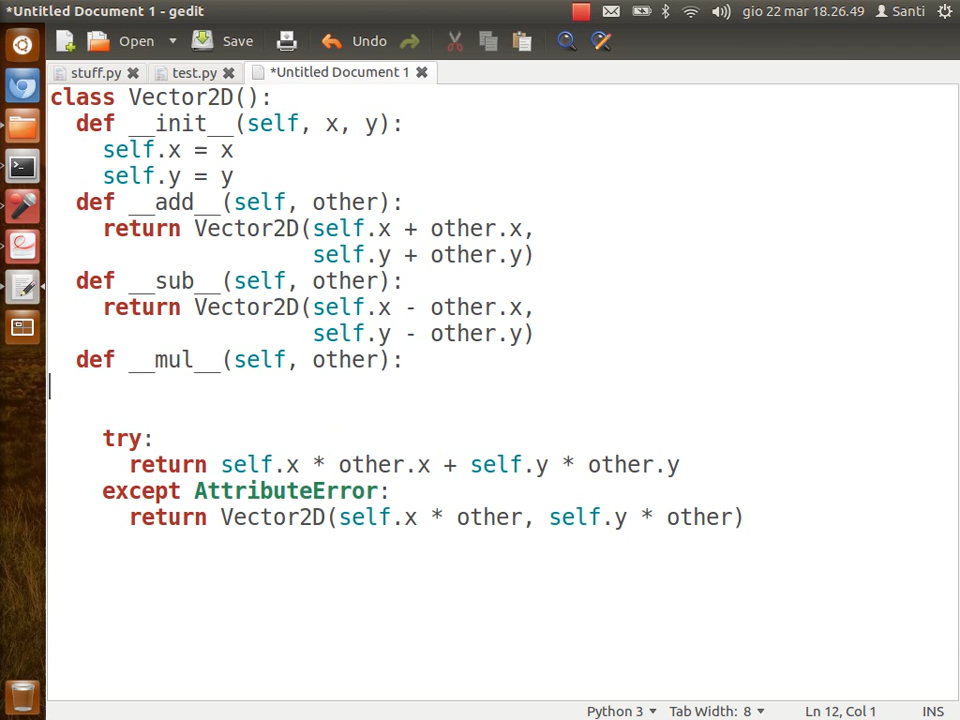 *Untitled Document 1 - gedit
gio 22 mar 18.26.49 Santi
Open Save Undo
stuff.py test.py *Untitled Document 1
class Vector2D():
  def __init__(self, x, y):
    self.x = x
    self.y = y
  def __add__(self, other):
    return Vector2D(self.x + other.x,
                    self.y + other.y)
  def __sub__(self, other):
    return Vector2D(self.x - other.x,
                    self.y - other.y)
  def __mul__(self, other):
    try:
      return self.x * other.x + self.y * other.y
    except AttributeError:
      return Vector2D(self.x * other, self.y * other)
Python 3 Tab Width: 8 Ln 12, Col 1 INS